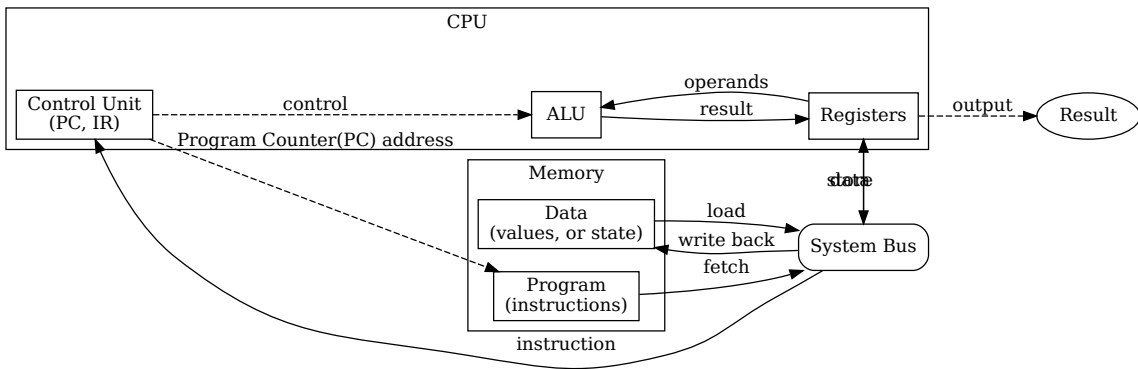 CPU
Control Unit
(PC, IR)
control
ALU
operands
result
Registers
output
Result
Program Counter(PC) address
Memory
Data
(values, or state)
load
write back
fetch
System Bus
Program
(instructions)
instruction